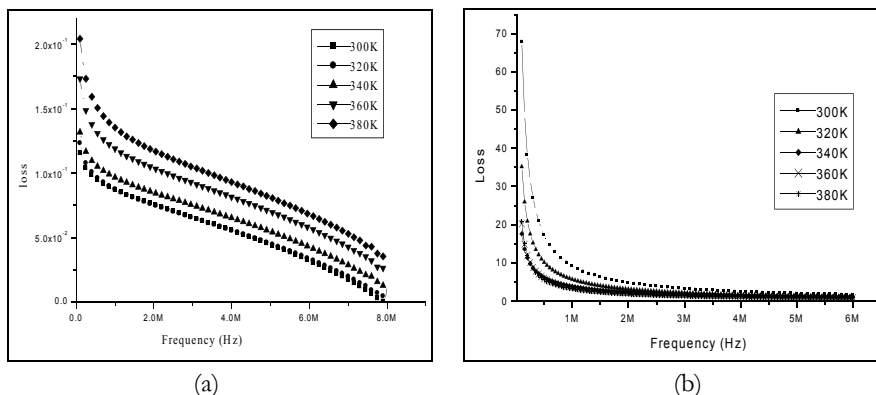 2.0x10⁻¹
1.5x10⁻¹
1.0x10⁻¹
5.0x10⁻²
0.0
loss
300K
320K
340K
360K
380K
2.0M 4.0M 6.0M 8.0M
Frequency (Hz)
(a)
70
60
50
40
30
20
10
0
Loss
300K
320K
340K
360K
380K
1M 2M 3M 4M 5M 6M
Frequency (Hz)
(b)